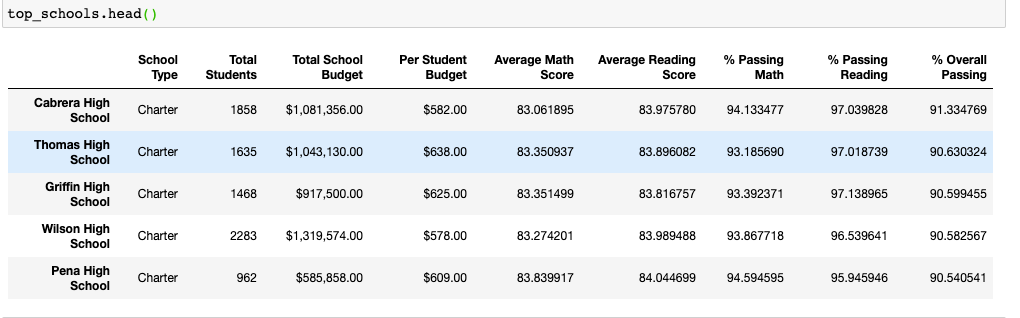 top_schools.head()
School Type Total Students Total School Budget Per Student Budget Average Math Score Average Reading Score % Passing Math % Passing Reading % Overall Passing
Cabrera High School Charter 1858 $1,081,356.00 $582.00 83.061895 83.975780 94.133477 97.039828 91.334769
Thomas High School Charter 1635 $1,043,130.00 $638.00 83.350937 83.896082 93.185690 97.018739 90.630324
Griffin High School Charter 1468 $917,500.00 $625.00 83.351499 83.816757 93.392371 97.138965 90.599455
Wilson High School Charter 2283 $1,319,574.00 $578.00 83.274201 83.989488 93.867718 96.539641 90.582567
Pena High School Charter 962 $585,858.00 $609.00 83.839917 84.044699 94.594595 95.945946 90.540541